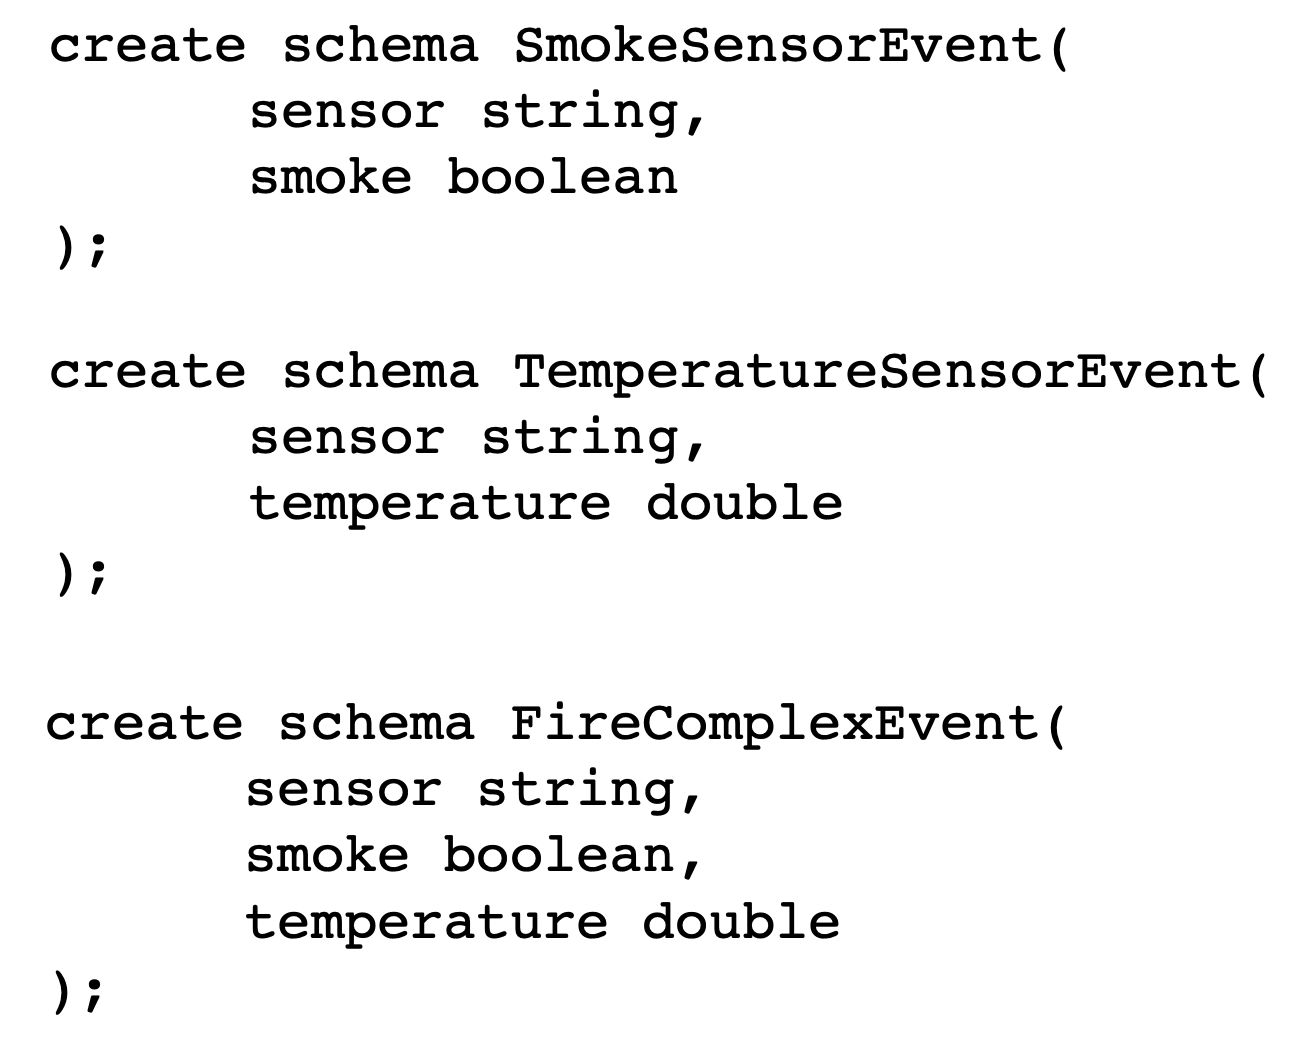 create schema SmokeSensorEvent(
sensor string,
smoke boolean
);
create schema TemperatureSensorEvent(
sensor string,
temperature double
);
create schema FireComplexEvent(
sensor string,
smoke boolean,
temperature double
);